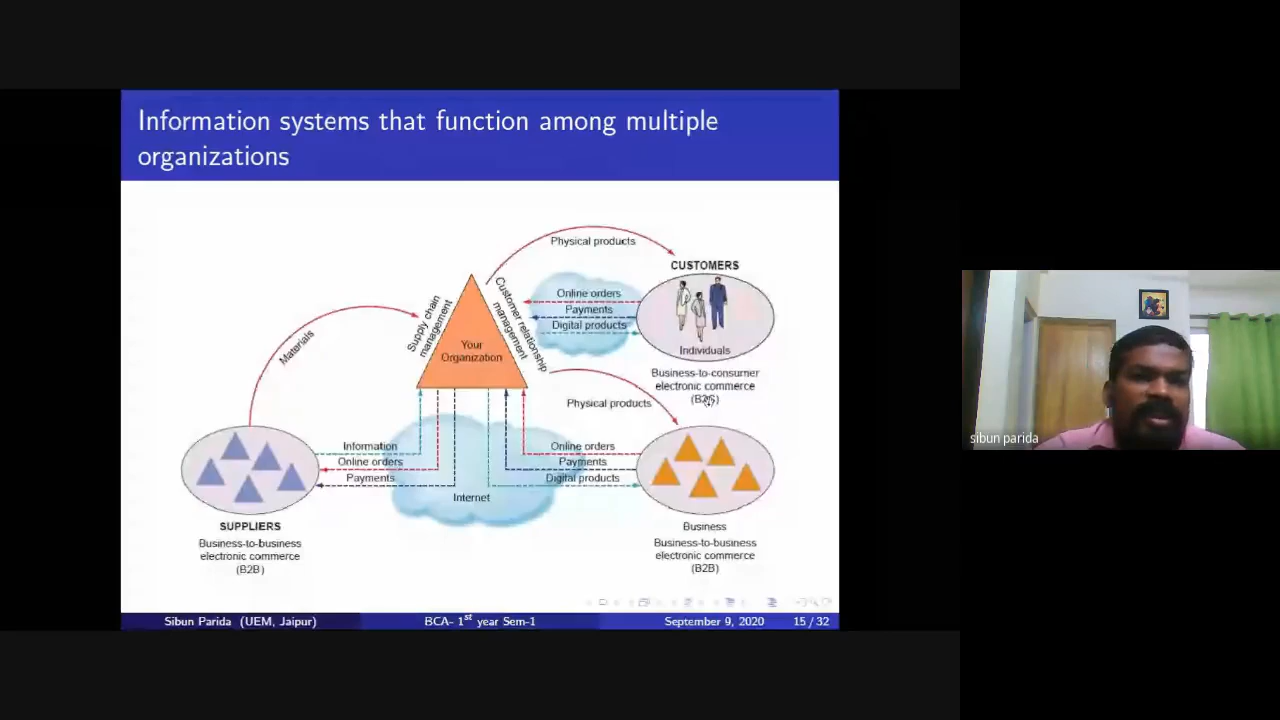 Information systems that function among multiple
organizations
Physical products
CUSTOMERS
Online orders
Payments
Digital products
Individuals
Business-to-consumer
electronic commerce
Supply chain
management
Customer relationship
management
Your
Organization
Materials
Physical products
Information
Online orders
Payments
Internet
Online orders
Payments
Digital products
SUPPLIERS
Business-to-business
electronic commerce
(B2B)
Business
Business-to-business
electronic commerce
(B2B)
Sibun Parida (UEM, Jaipur)
BCA- 1st year Sem-1
September 9, 2020
15 / 32
sibun parida